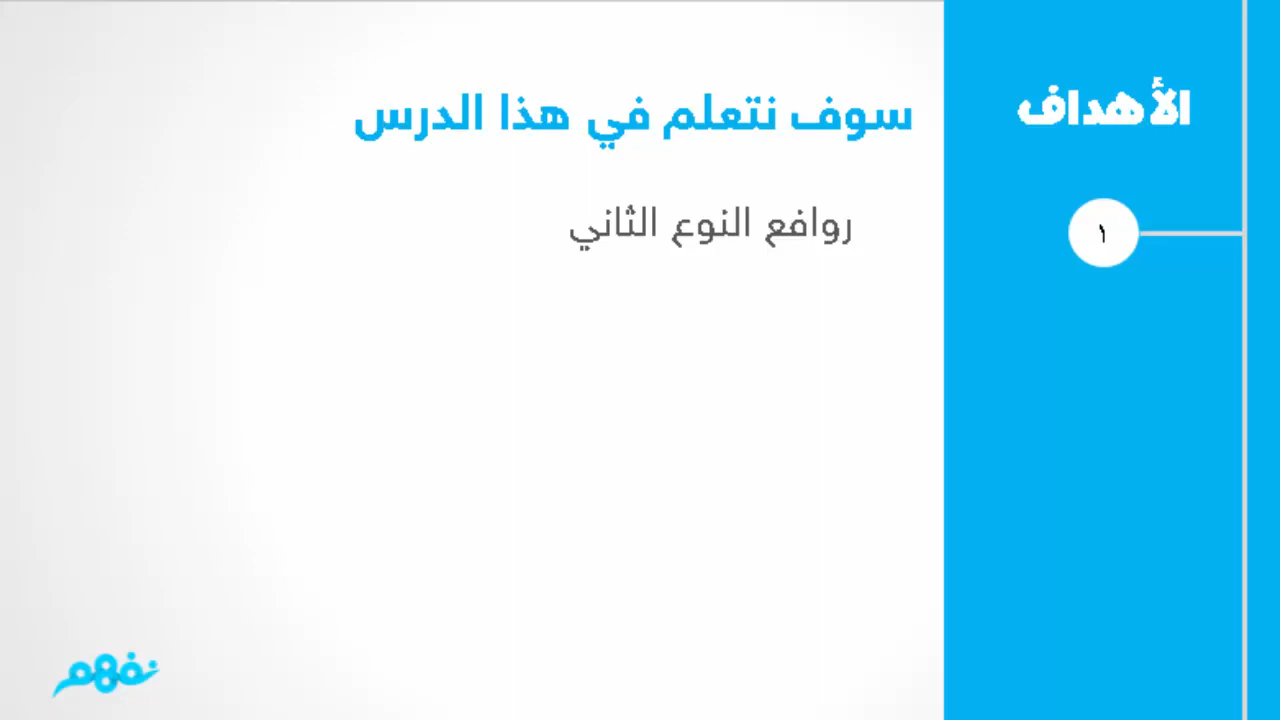 الأهداف
سوف نتعلم في هذا الدرس
١
روافع النوع الثاني
نفهم